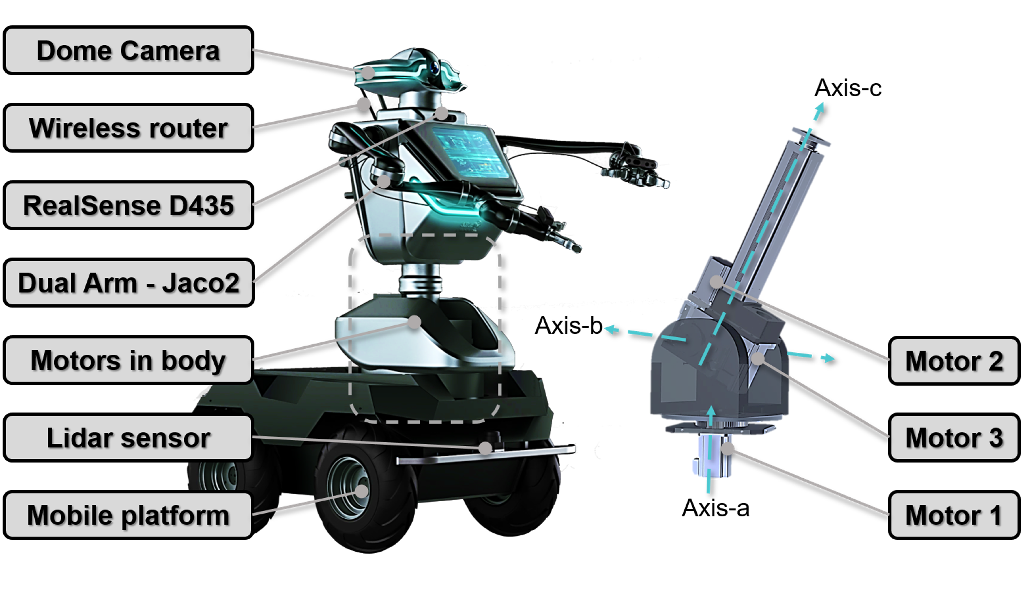 Dome Camera
Wireless router
RealSense D435
Dual Arm - Jaco2
Motors in body
Lidar sensor
Mobile platform
Axis-c
Axis-b
Axis-a
Motor 2
Motor 3
Motor 1